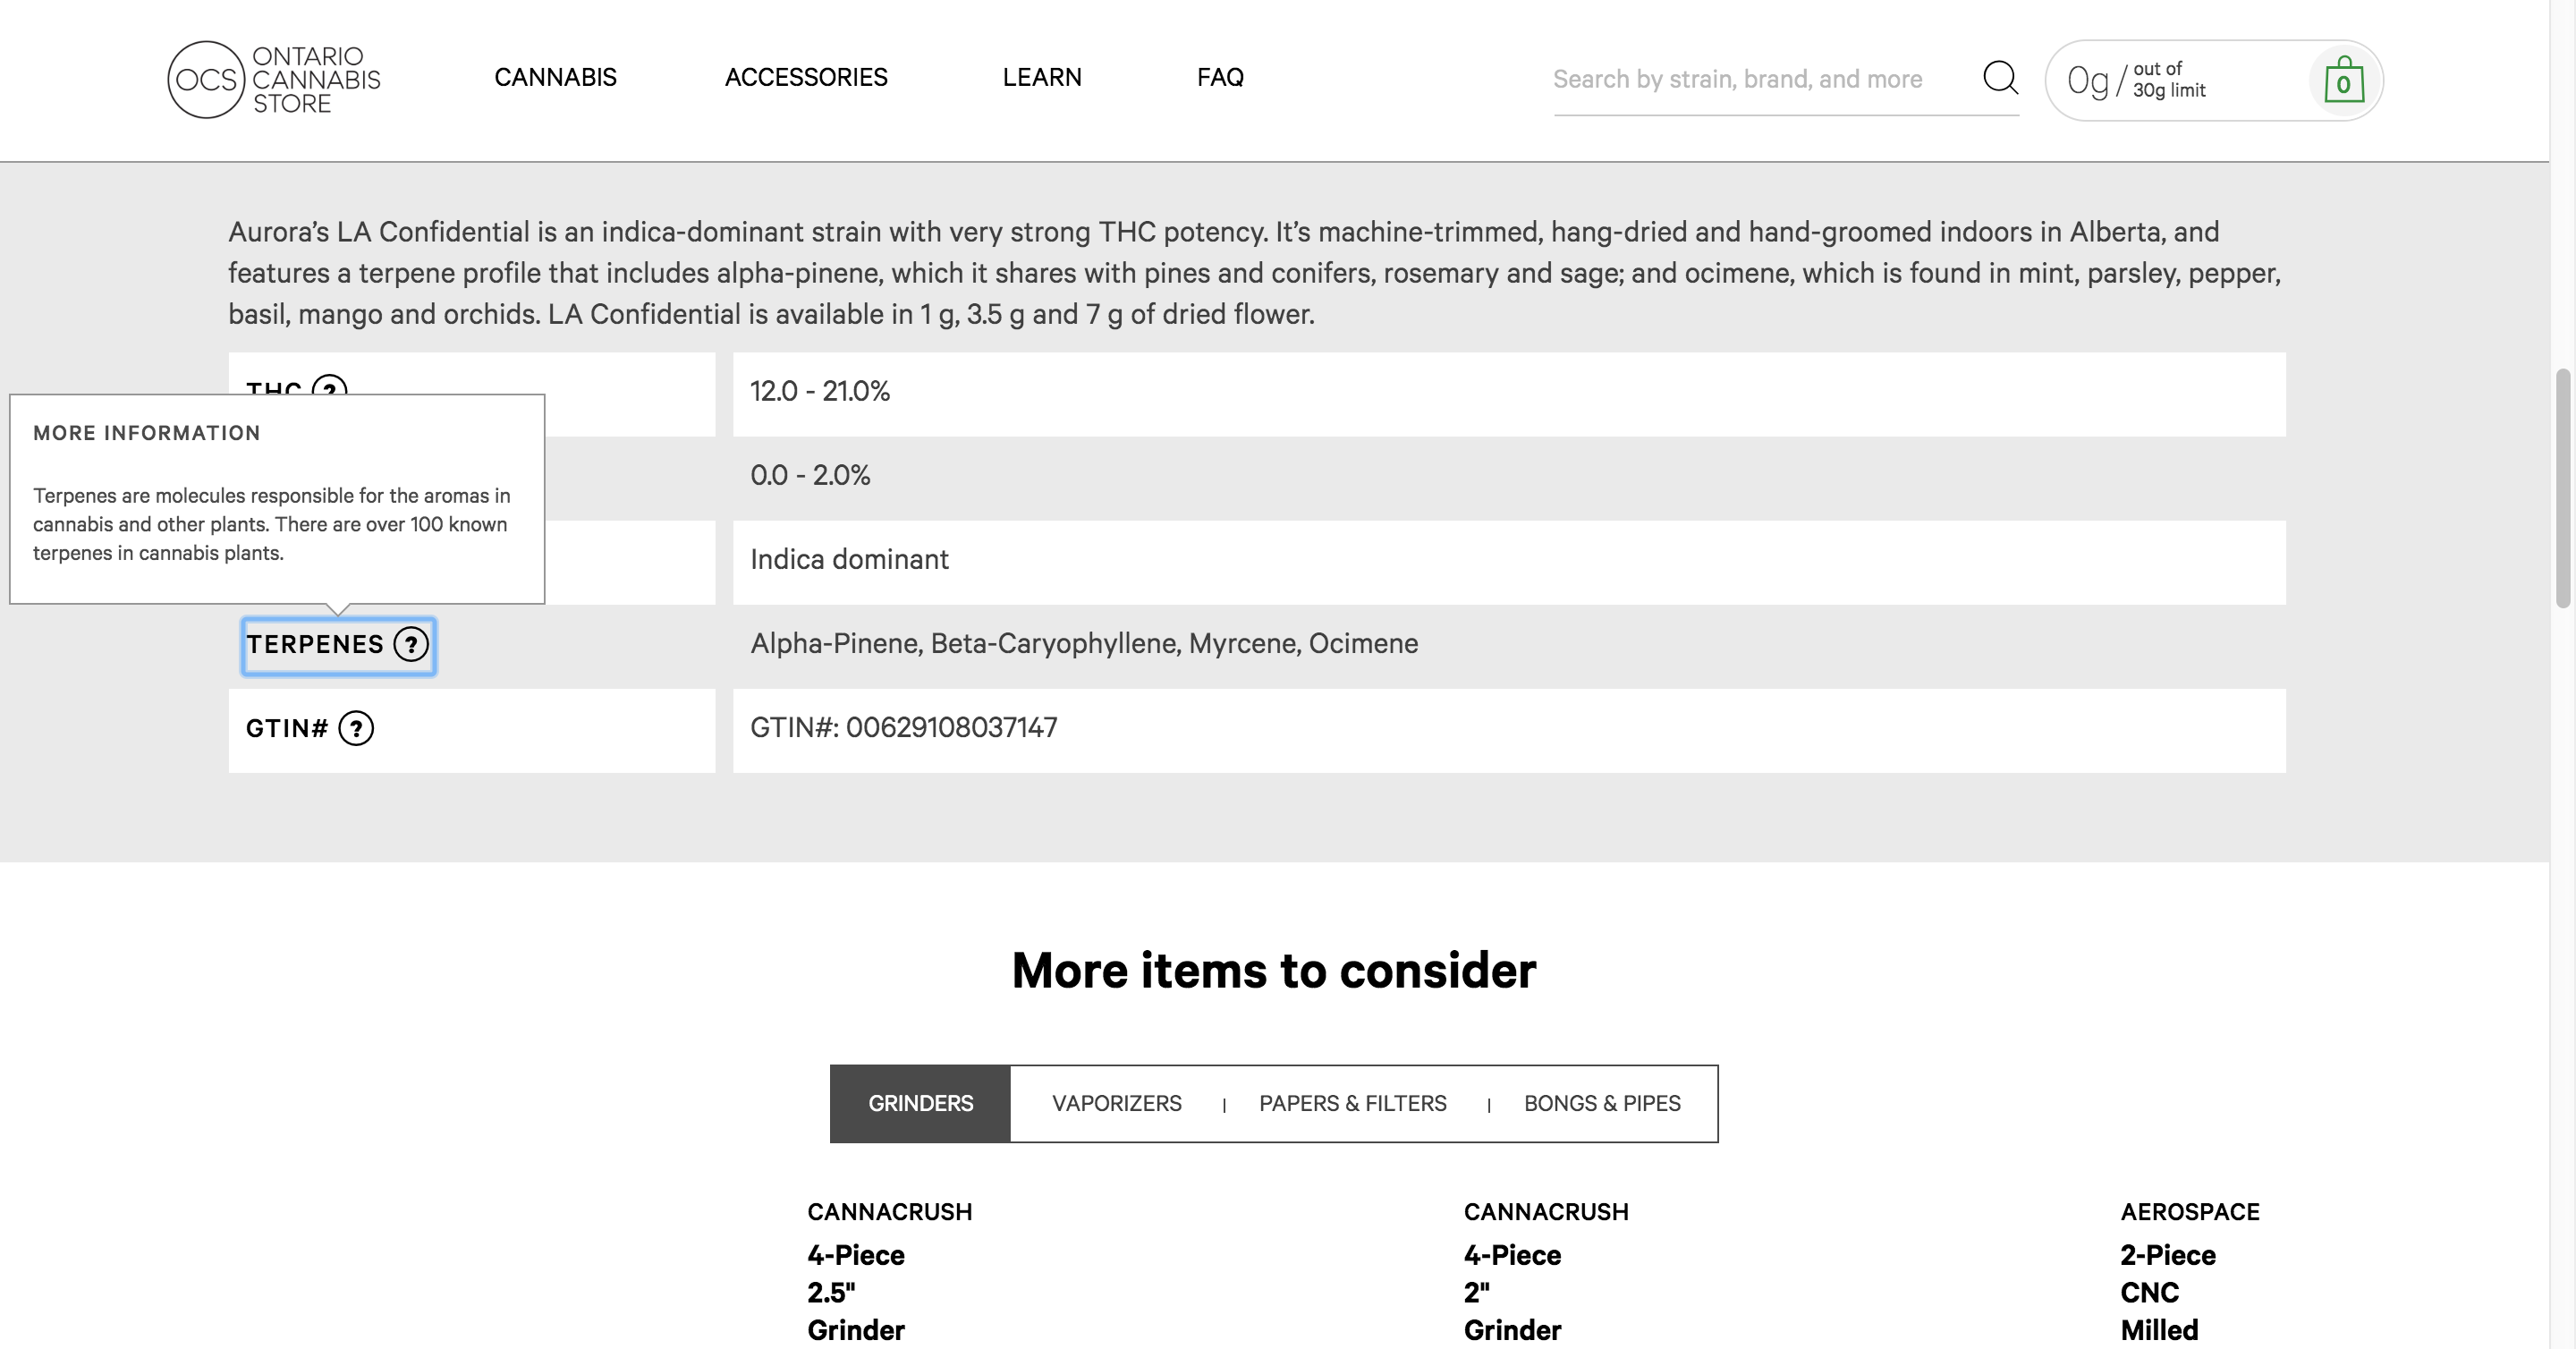 OCS
ONTARIO
CANNABIS
STORE
CANNABIS
ACCESSORIES
LEARN
FAQ
Search by strain, brand, and more
0g / out of
30g limit
0
Aurora’s LA Confidential is an indica-dominant strain with very strong THC potency. It’s machine-trimmed, hang-dried and hand-groomed indoors in Alberta, and
features a terpene profile that includes alpha-pinene, which it shares with pines and conifers, rosemary and sage; and ocimene, which is found in mint, parsley, pepper,
basil, mango and orchids. LA Confidential is available in 1 g, 3.5 g and 7 g of dried flower.
THC ?
12.0 - 21.0%
MORE INFORMATION
Terpenes are molecules responsible for the aromas in
cannabis and other plants. There are over 100 known
terpenes in cannabis plants.
0.0 - 2.0%
Indica dominant
TERPENES ?
Alpha-Pinene, Beta-Caryophyllene, Myrcene, Ocimene
GTIN# ?
GTIN#: 00629108037147
More items to consider
GRINDERS
VAPORIZERS
PAPERS & FILTERS
BONGS & PIPES
CANNACRUSH
4-Piece
2.5"
Grinder
CANNACRUSH
4-Piece
2"
Grinder
AEROSPACE
2-Piece
CNC
Milled